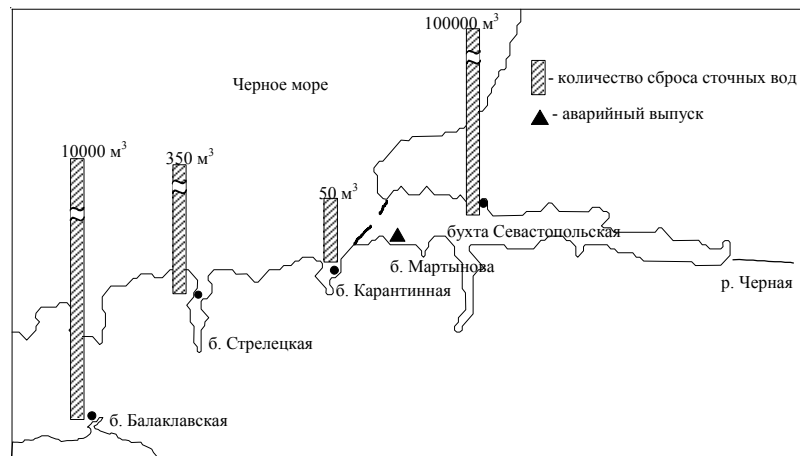 100000 м³
Черное море
- количество сброса сточных вод
- аварийный выпуск
10000 м³
350 м³
50 м³
бухта Севастопольская
б. Мартынова
р. Черная
б. Карантинная
б. Стрелецкая
б. Балаклавская